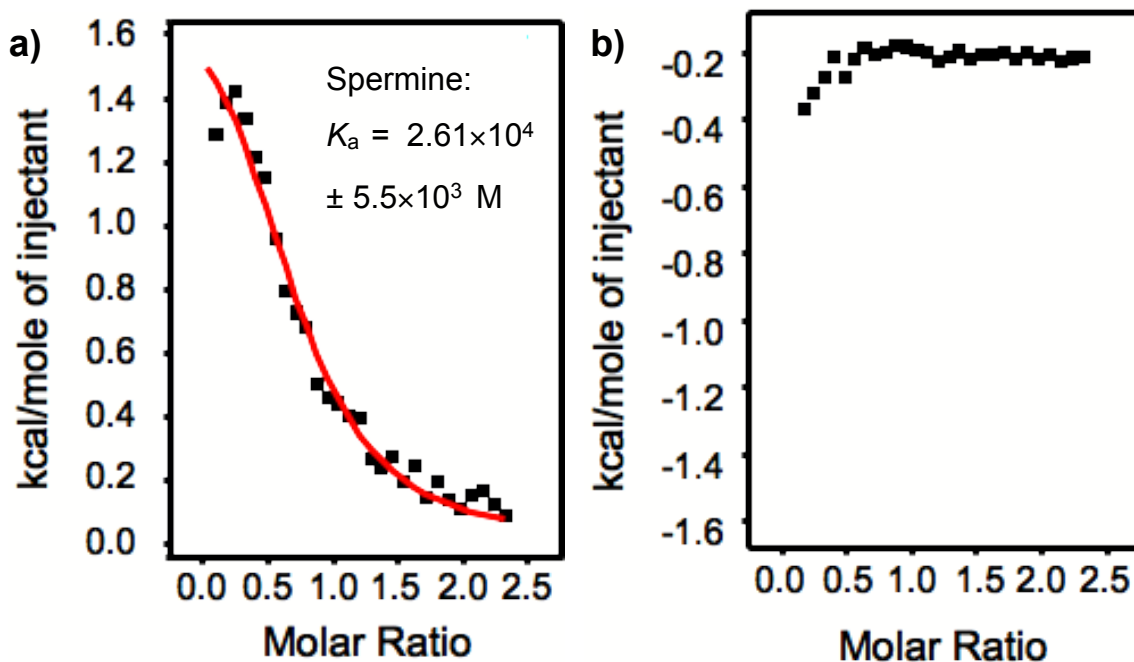 a)
Spermine:
Kₐ = 2.61×10⁴
± 5.5×10³ M
kcal/mole of injectant
1.6
1.4
1.2
1.0
0.8
0.6
0.4
0.2
0.0
0.0 0.5 1.0 1.5 2.0 2.5
Molar Ratio
b)
kcal/mole of injectant
-0.2
-0.4
-0.6
-0.8
-1.0
-1.2
-1.4
-1.6
0.0 0.5 1.0 1.5 2.0 2.5
Molar Ratio